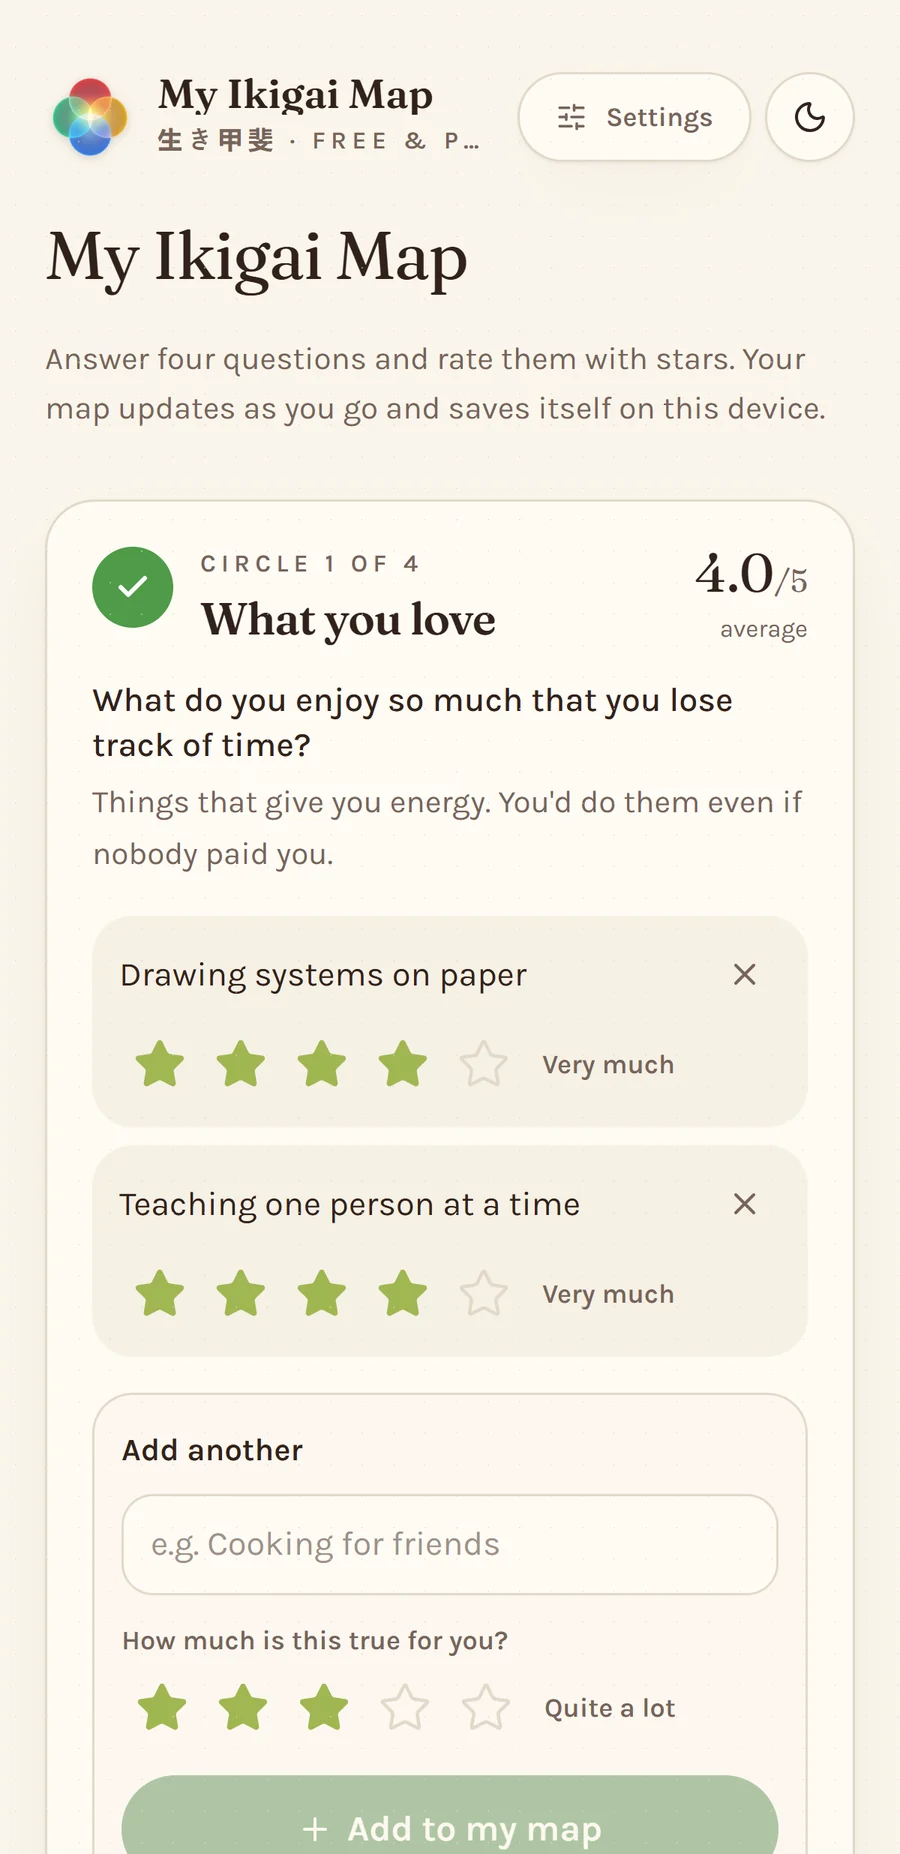 My Ikigai Map
生き甲斐 · FREE & P…
Settings
My Ikigai Map
Answer four questions and rate them with stars. Your
map updates as you go and saves itself on this device.
CIRCLE 1 OF 4
What you love
4.0/5
average
What do you enjoy so much that you lose
track of time?
Things that give you energy. You'd do them even if
nobody paid you.
Drawing systems on paper
Very much
Teaching one person at a time
Very much
Add another
e.g. Cooking for friends
How much is this true for you?
Quite a lot
+ Add to my map